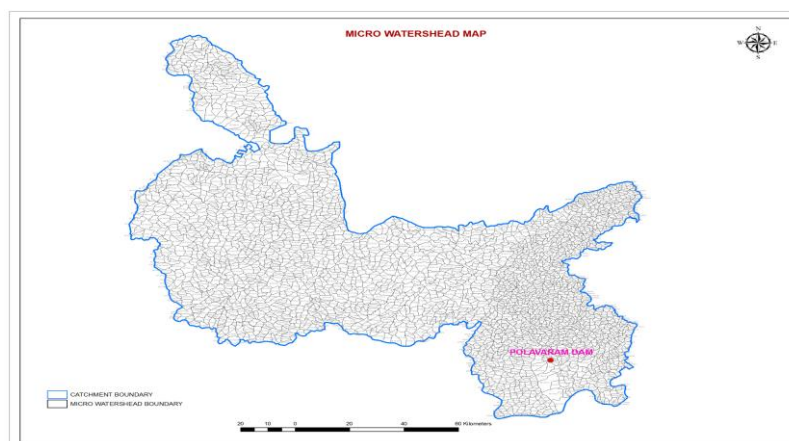 MICRO WATERSHEAD MAP
N
W E
S
POLAVARAM DAM
CATCHMENT BOUNDARY
MICRO WATERSHEAD BOUNDARY
20 10 0 20 40 60 Kilometers